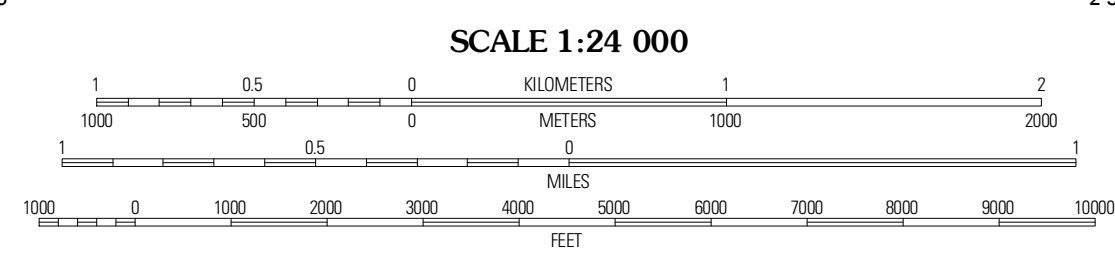 SCALE 1:24 000
1 0.5 0 KILOMETERS 1 2
1000 500 0 METERS 1000 2000
1 0.5 0 1
MILES
1000 0 1000 2000 3000 4000 5000 6000 7000 8000 9000 10000
FEET